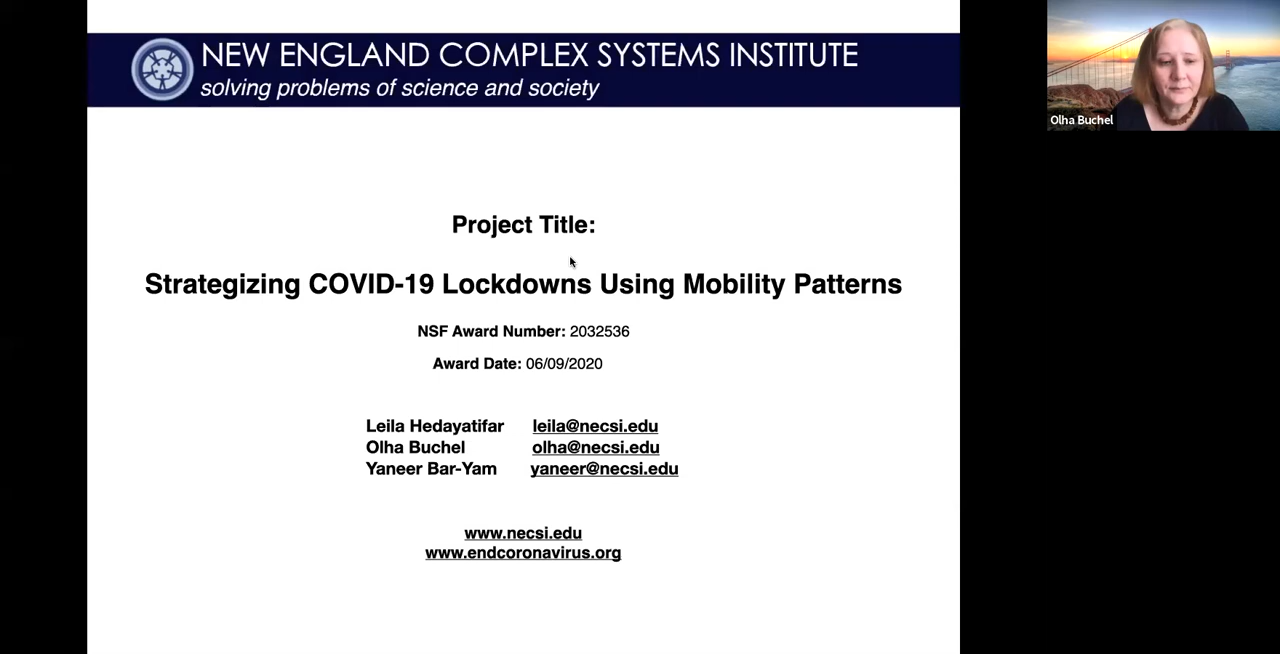 NEW ENGLAND COMPLEX SYSTEMS INSTITUTE
solving problems of science and society
Olha Buchel
Project Title:
Strategizing COVID-19 Lockdowns Using Mobility Patterns
NSF Award Number: 2032536
Award Date: 06/09/2020
Leila Hedayatifar leila@necsi.edu
Olha Buchel olha@necsi.edu
Yaneer Bar-Yam yaneer@necsi.edu
www.necsi.edu
www.endcoronavirus.org